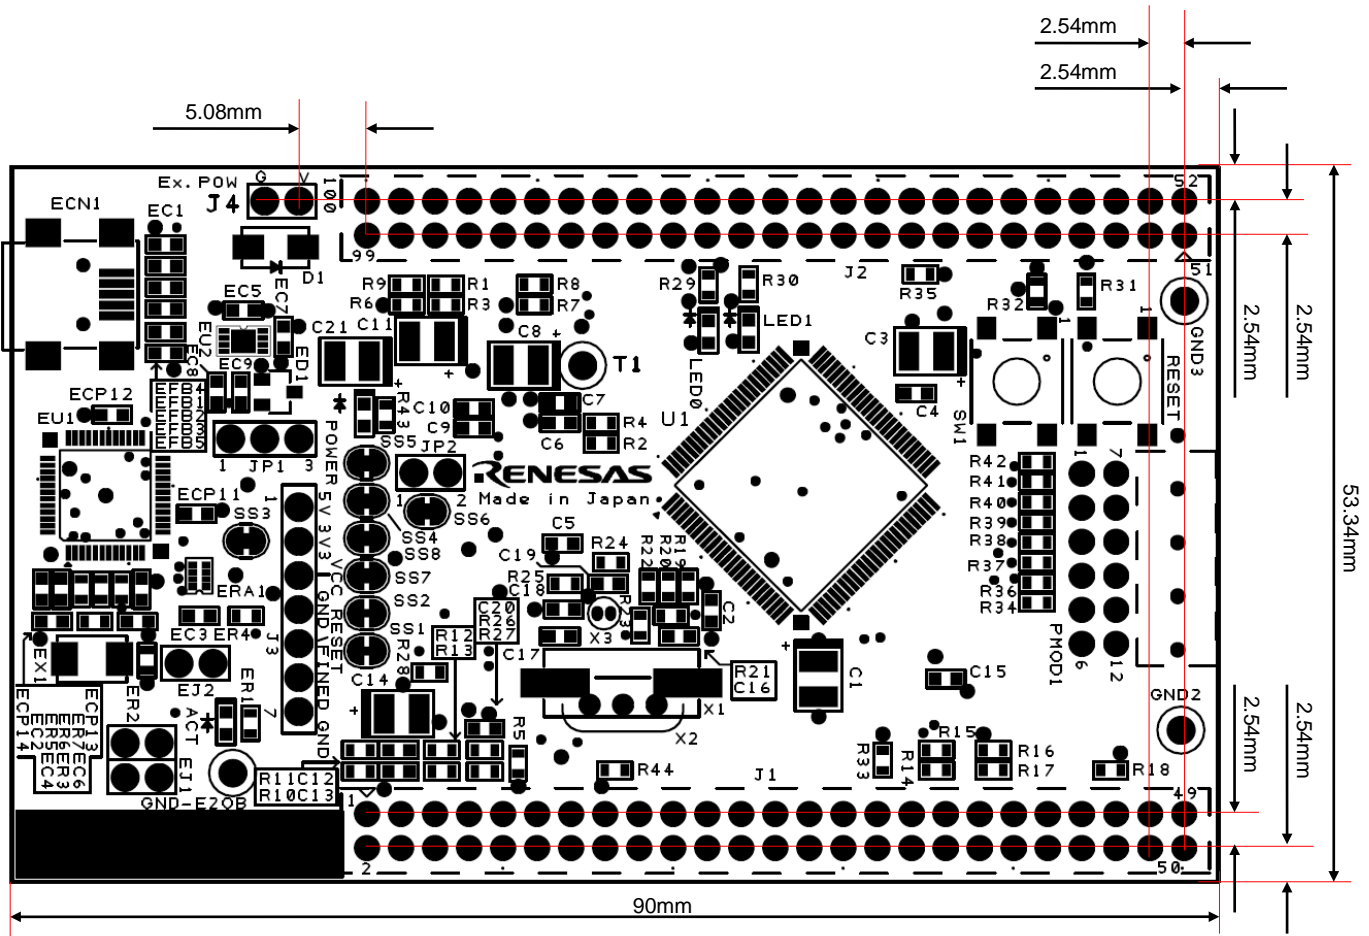 2.54mm
2.54mm
5.08mm
Ex.POW
G
V
J4
100
52
ECN1
EC1
99
D1
J2
51
R9
R1
R8
R29
R30
R35
R32
R31
R6
R3
R7
EC5
EC7
C21
C11
C8
LED1
C3
1
1
GND3
2.54mm
2.54mm
EU2
EC8
EC9
ED1
T1
LED0
RESET
ECP12
EFB4
EFB1
EFB2
EFB3
EFB5
EU1
R43
C10
C9
C7
C6
R4
R2
U1
C4
SW1
POWER
SS5
JP2
1
JP1
3
RENESAS
Made in Japan
1
2
R42
R41
R40
R39
R38
R37
R36
R34
1
7
ECP11
SS3
1
5V
3V3
VCC
RESET
SS4
SS8
SS6
SS7
SS2
SS1
53.34mm
C5
C19
R24
R25
C18
R22
R20
R19
ERA1
C20
R26
R27
R12
R13
R23
C2
X3
EC3
ER4
J3
GND
R28
C17
R21
C16
C1
C15
PMOD1
6
12
EX1
EJ2
ER1
ER2
7
C14
X1
X2
GND2
ECP14
EC2
ER5
EC4
ER6
ER3
ECP13
ER7
EC6
ACT
GND
EJ1
R5
R44
R33
R14
R15
R16
R17
R18
2.54mm
2.54mm
R11
C12
R10
C13
GND-E2OB
J1
1
49
2
50
90mm